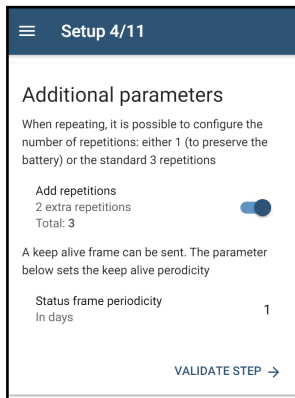 Setup 4/11
Additional parameters
When repeating, it is possible to configure the
number of repetitions: either 1 (to preserve the
battery) or the standard 3 repetitions
Add repetitions
2 extra repetitions
Total: 3
A keep alive frame can be sent. The parameter
below sets the keep alive perodicity
Status frame periodicity
1
In days
VALIDATE STEP →